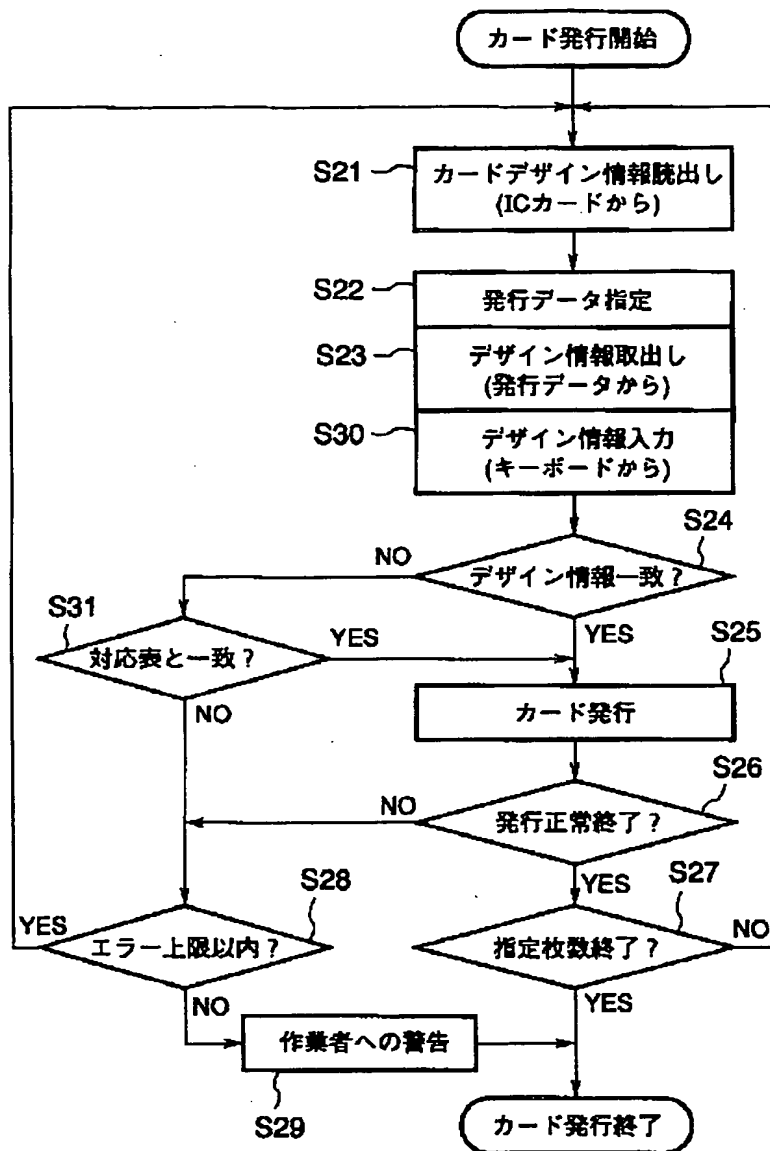 カード発行開始
S21
カードデザイン情報読出し
(ICカードから)
S22
発行データ指定
S23
デザイン情報取出し
(発行データから)
S30
デザイン情報入力
(キーボードから)
S24
NO
デザイン情報一致？
S31
YES
対応表と一致？
YES
S25
NO
カード発行
S26
NO
発行正常終了？
S28
YES
S27
YES
エラー上限以内？
指定枚数終了？
NO
NO
YES
作業者への警告
S29
カード発行終了